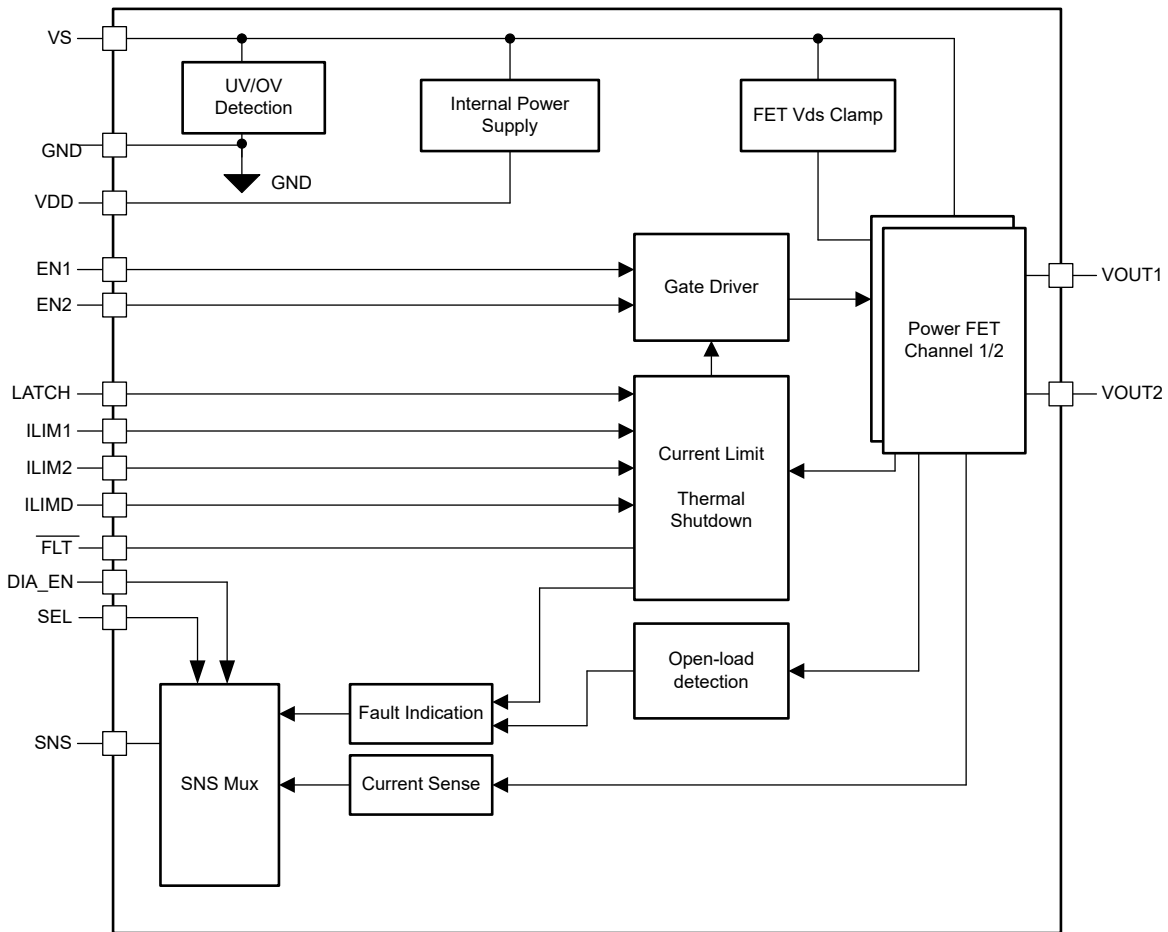 VS
UV/OV
Detection
Internal Power
Supply
FET Vds Clamp
GND
GND
VDD
EN1
EN2
Gate Driver
VOUT1
Power FET
Channel 1/2
VOUT2
LATCH
ILIM1
ILIM2
ILIMD
FLT
Current Limit
Thermal
Shutdown
DIA_EN
SEL
Open-load
detection
Fault Indication
SNS
SNS Mux
Current Sense